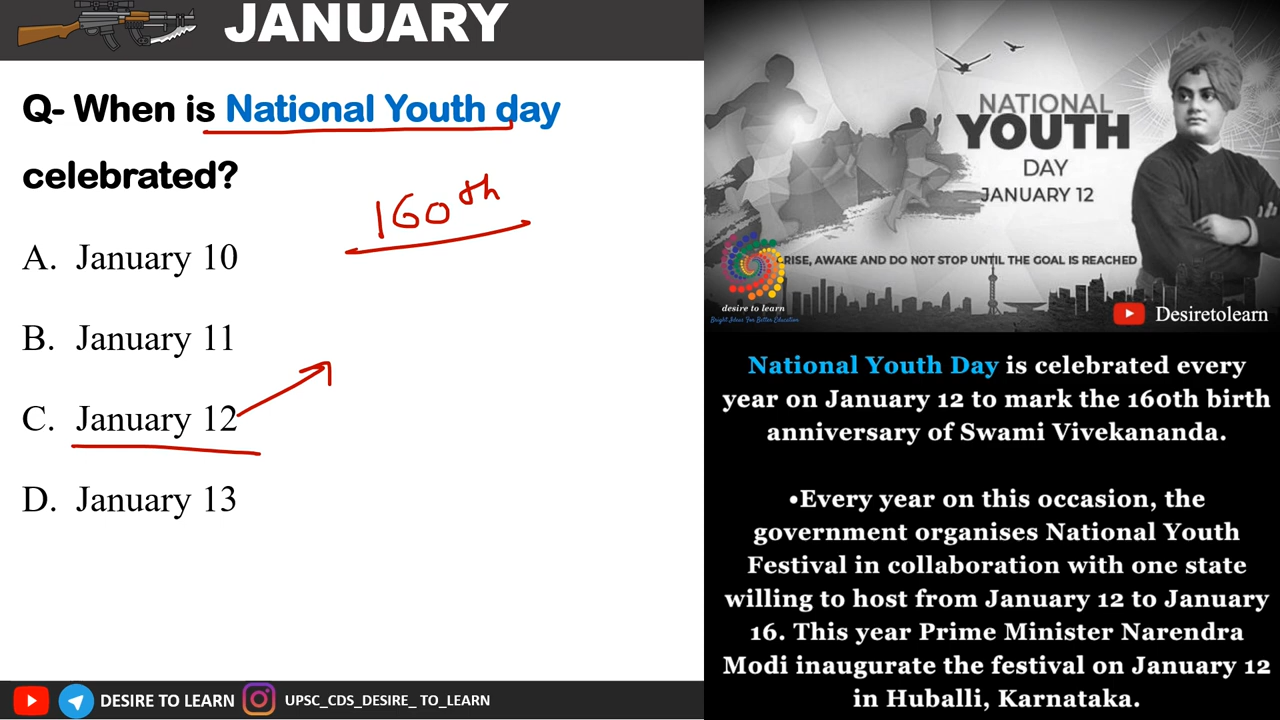 JANUARY
Q- When is National Youth day
celebrated?
160th
A. January 10
B. January 11
C. January 12
D. January 13
DESIRE TO LEARN
UPSC_CDS_DESIRE_ TO_LEARN
NATIONAL
YOUTH
DAY
JANUARY 12
RISE, AWAKE AND DO NOT STOP UNTIL THE GOAL IS REACHED
desire to learn
Bright Ideas For Better Education
Desiretolearn
National Youth Day is celebrated every
year on January 12 to mark the 160th birth
anniversary of Swami Vivekananda.
•Every year on this occasion, the
government organises National Youth
Festival in collaboration with one state
willing to host from January 12 to January
16. This year Prime Minister Narendra
Modi inaugurate the festival on January 12
in Huballi, Karnataka.